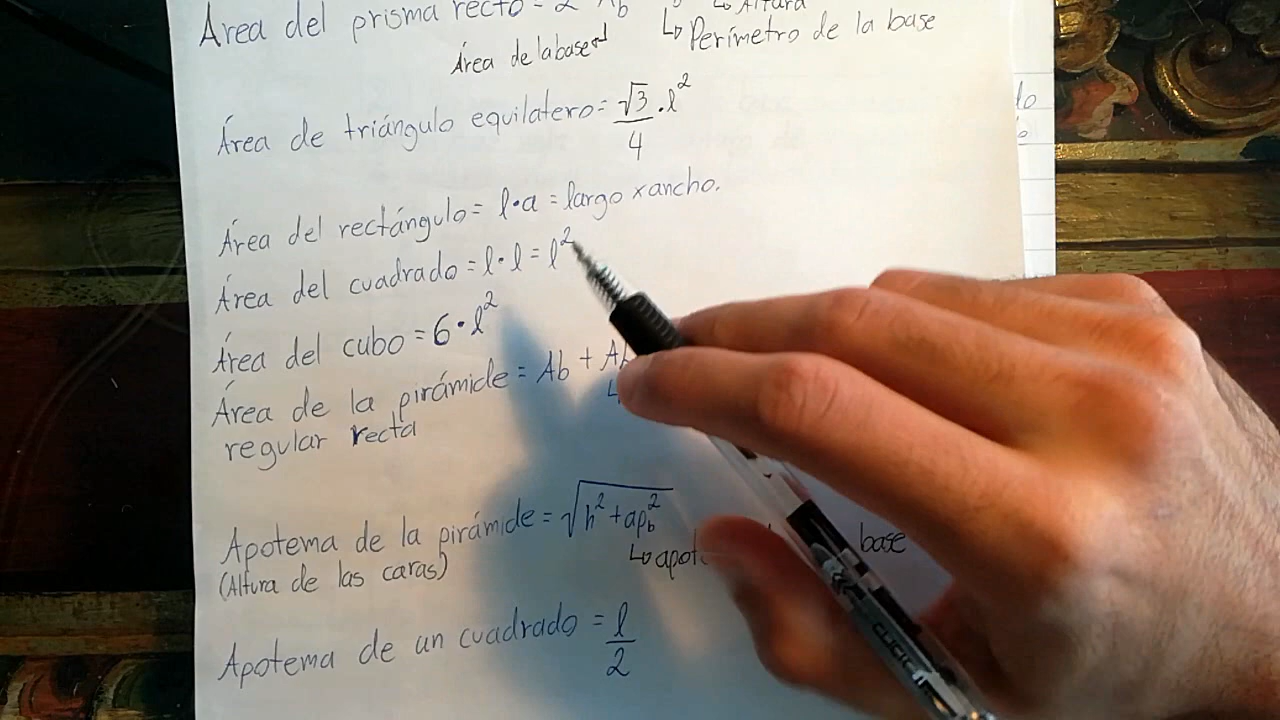 Área del prisma recto = 2
Altura
Área de la base
Perímetro de la base
Área de triángulo equilatero = √3/4 · l²
Área del rectángulo = l·a = largo x ancho.
Área del cuadrado = l·l = l²
Área del cubo = 6·l²
Área de la pirámide = Ab +
regular recta
Apotema de la pirámide = √h²+apb²
(Altura de las caras)
base
Apotema de un cuadrado = l/2
CLICIC